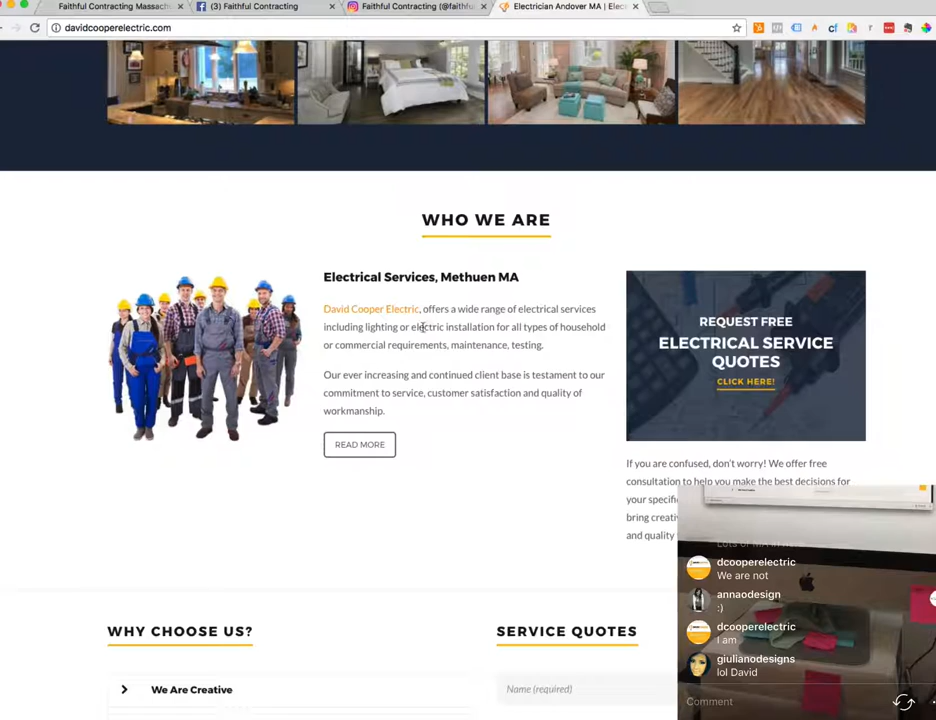 Faithful Contracting Massach
(3) Faithful Contracting
Faithful Contracting (@faithfu
Electrician Andover MA | Elec
davidcooperelectric.com
WHO WE ARE
Electrical Services, Methuen MA
David Cooper Electric, offers a wide range of electrical services
including lighting or electric installation for all types of household
or commercial requirements, maintenance, testing.
Our ever increasing and continued client base is testament to our
commitment to service, customer satisfaction and quality of
workmanship.
READ MORE
REQUEST FREE
ELECTRICAL SERVICE
QUOTES
CLICK HERE!
If you are confused, don't worry! We offer free
consultation to help you make the best decisions for
your specifi
bring creati
and quality
WHY CHOOSE US?
We Are Creative
SERVICE QUOTES
Name (required)
Lots of MA
dcooperelectric
We are not
annaodesign
:)
dcooperelectric
I am
giulianodesigns
lol David
Comment